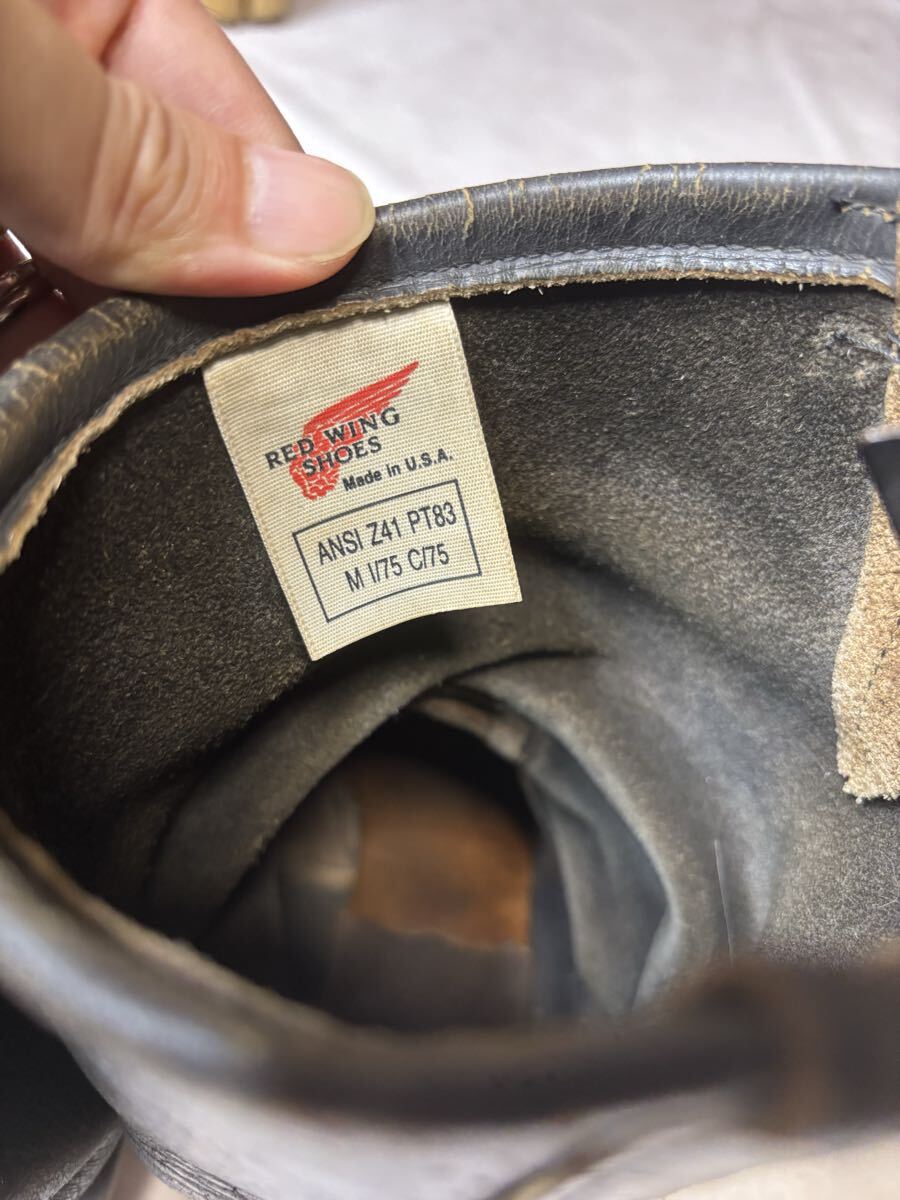 RED WING
SHOES
Made in U.S.A.
ANSI Z41 PT83
M I/75 C/75